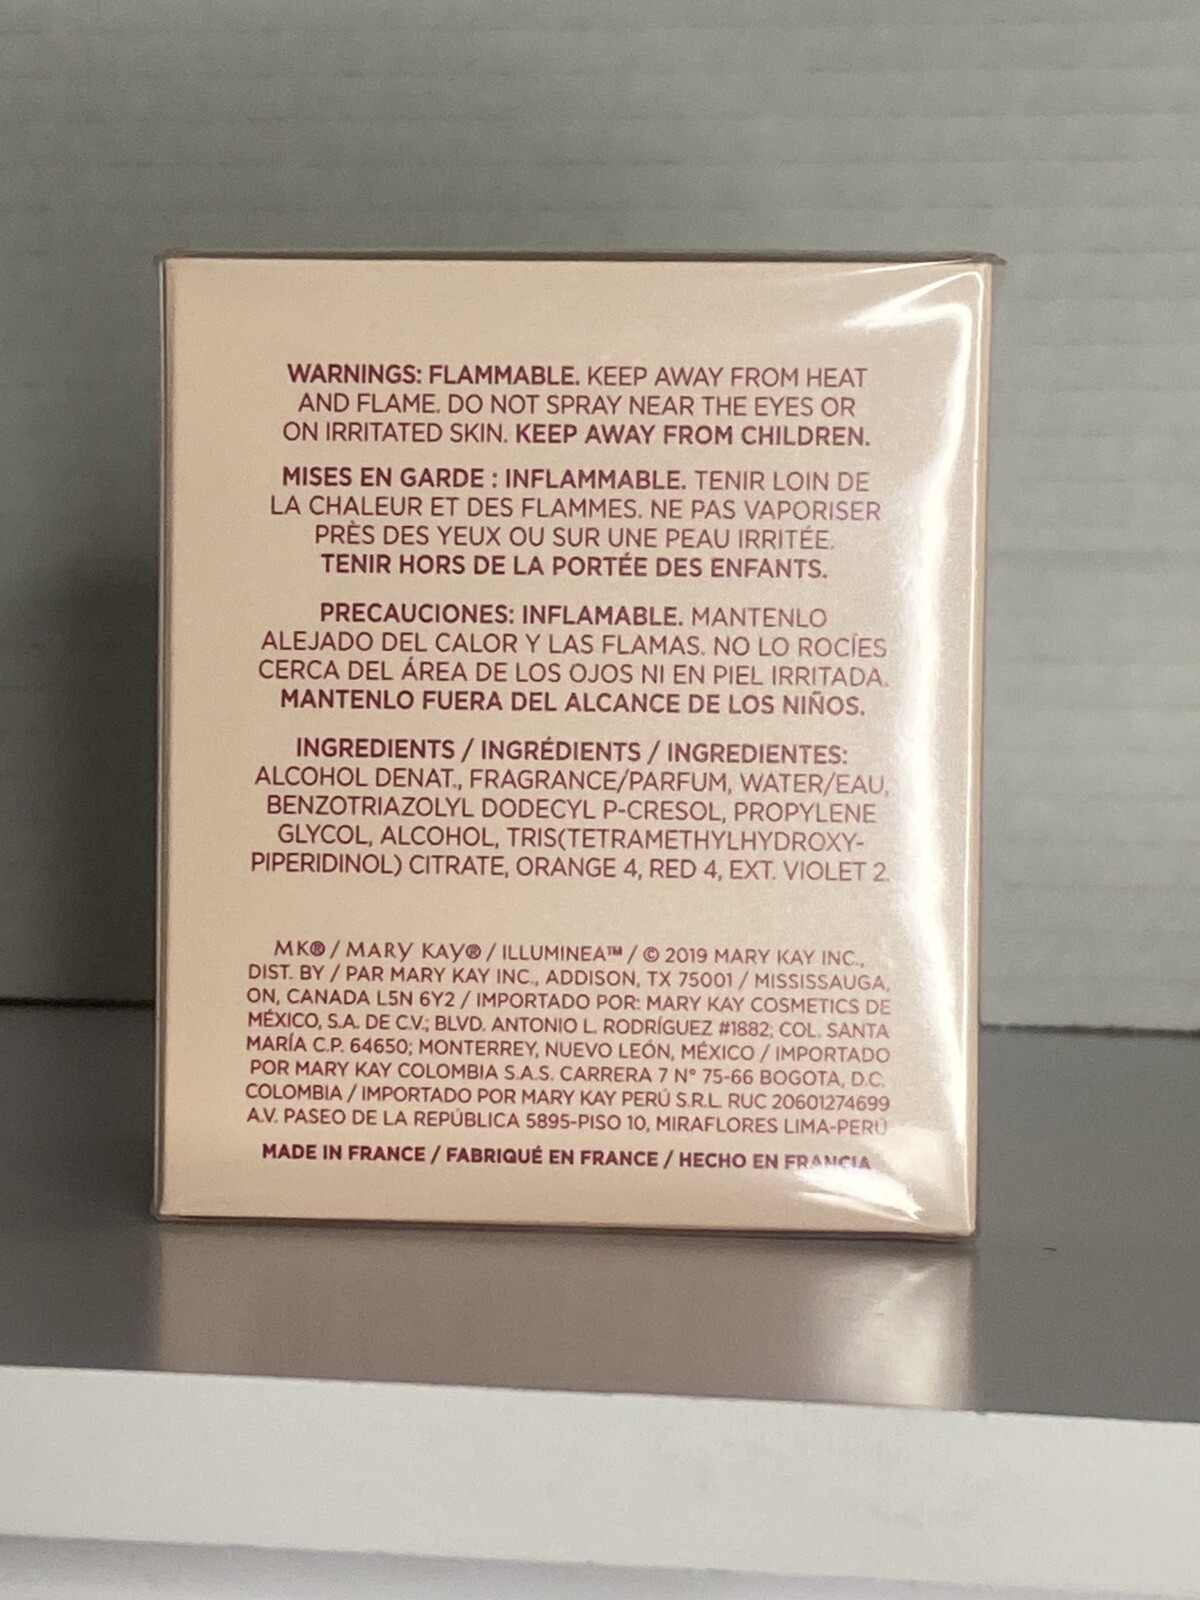 WARNINGS: FLAMMABLE. KEEP AWAY FROM HEAT
AND FLAME. DO NOT SPRAY NEAR THE EYES OR
ON IRRITATED SKIN. KEEP AWAY FROM CHILDREN.
MISES EN GARDE : INFLAMMABLE. TENIR LOIN DE
LA CHALEUR ET DES FLAMMES. NE PAS VAPORISER
PRÈS DES YEUX OU SUR UNE PEAU IRRITÉE.
TENIR HORS DE LA PORTÉE DES ENFANTS.
PRECAUCIONES: INFLAMABLE. MANTENLO
ALEJADO DEL CALOR Y LAS FLAMAS. NO LO ROCÍES
CERCA DEL ÁREA DE LOS OJOS NI EN PIEL IRRITADA.
MANTENLO FUERA DEL ALCANCE DE LOS NIÑOS.
INGREDIENTS / INGRÉDIENTS / INGREDIENTES:
ALCOHOL DENAT., FRAGRANCE/PARFUM, WATER/EAU,
BENZOTRIAZOLYL DODECYL P-CRESOL, PROPYLENE
GLYCOL, ALCOHOL, TRIS(TETRAMETHYLHYDROXY-
PIPERIDINOL) CITRATE, ORANGE 4, RED 4, EXT. VIOLET 2.
MK® / MARY KAY® / ILLUMINEA™ / © 2019 MARY KAY INC.,
DIST. BY / PAR MARY KAY INC., ADDISON, TX 75001 / MISSISSAUGA,
ON, CANADA L5N 6Y2 / IMPORTADO POR: MARY KAY COSMETICS DE
MÉXICO, S.A. DE C.V.; BLVD. ANTONIO L. RODRÍGUEZ #1882; COL. SANTA
MARÍA C.P. 64650; MONTERREY, NUEVO LEÓN, MÉXICO / IMPORTADO
POR MARY KAY COLOMBIA S.A.S. CARRERA 7 N° 75-66 BOGOTA, D.C.
COLOMBIA / IMPORTADO POR MARY KAY PERÚ S.R.L. RUC 20601274699
A.V. PASEO DE LA REPÚBLICA 5895-PISO 10, MIRAFLORES LIMA-PERÚ
MADE IN FRANCE / FABRIQUÉ EN FRANCE / HECHO EN FRANCIA